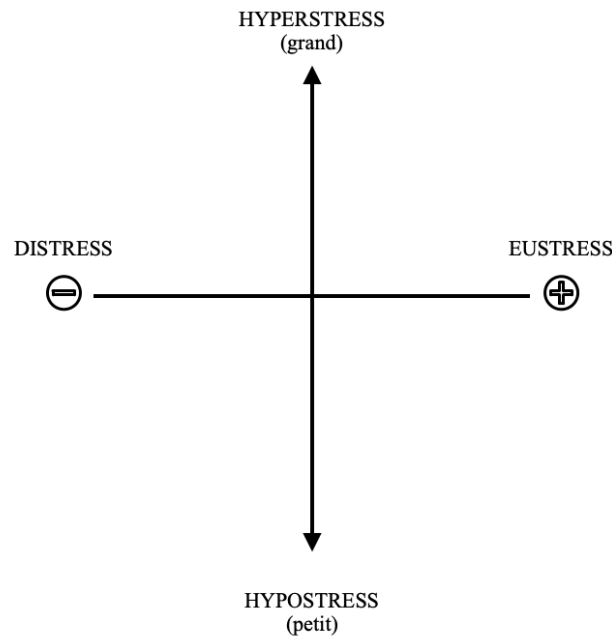 HYPERSTRESS
(grand)
DISTRESS
EUSTRESS
HYPOSTRESS
(petit)